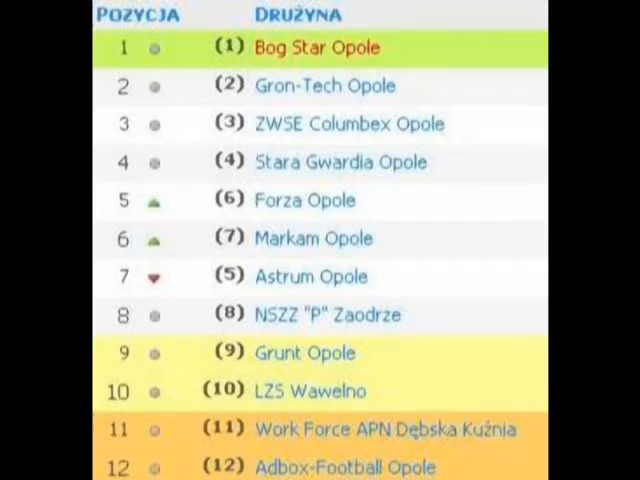 POZYCJA DRUŻYNA
1 (1) Bog Star Opole
2 (2) Gron-Tech Opole
3 (3) ZWSE Columbex Opole
4 (4) Stara Gwardia Opole
5 (6) Forza Opole
6 (7) Markam Opole
7 (5) Astrum Opole
8 (8) NSZZ "P" Zaodrze
9 (9) Grunt Opole
10 (10) LZS Wawelno
11 (11) Work Force APN Dębska Kuźnia
12 (12) Adbox-Football Opole